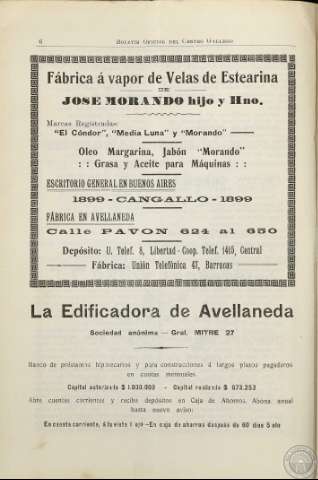 6 BOLETIN OFICIAL DEL CENTRO GALLEGO
Fábrica á vapor de Velas de Estearina
DE
JOSE MORANDO hijo y Hno.
Marcas Registradas:
"El Cóndor", "Media Luna" y "Morando"
Oleo Margarina, Jabón "Morando"
: : Grasa y Aceite para Máquinas : :
ESCRITORIO GENERAL EN BUENOS AIRES
1899 - CANGALLO - 1899
FÁBRICA EN AVELLANEDA
Calle PAVON 624 al 650
Depósito: U. Telef. 8, Libertad - Coop. Telef. 1415, Central
Fábrica: Unión Telefónica 47, Barracas
La Edificadora de Avellaneda
Sociedad anónima — Gral. MITRE 27
Banco de préstamos hipotecarios y para construcciones á largos plazos pagaderos
en cuotas mensuales.
Capital autorizado $ 1.000.000 - Capital realizado $ 673.253
Abre cuentas corrientes y recibe depósitos en Caja de Ahorros. Abona anual
hasta nuevo aviso:
En cuenta corriente, á la vista 1 o/o - En caja de ahorros después de 60 días 5 o/o